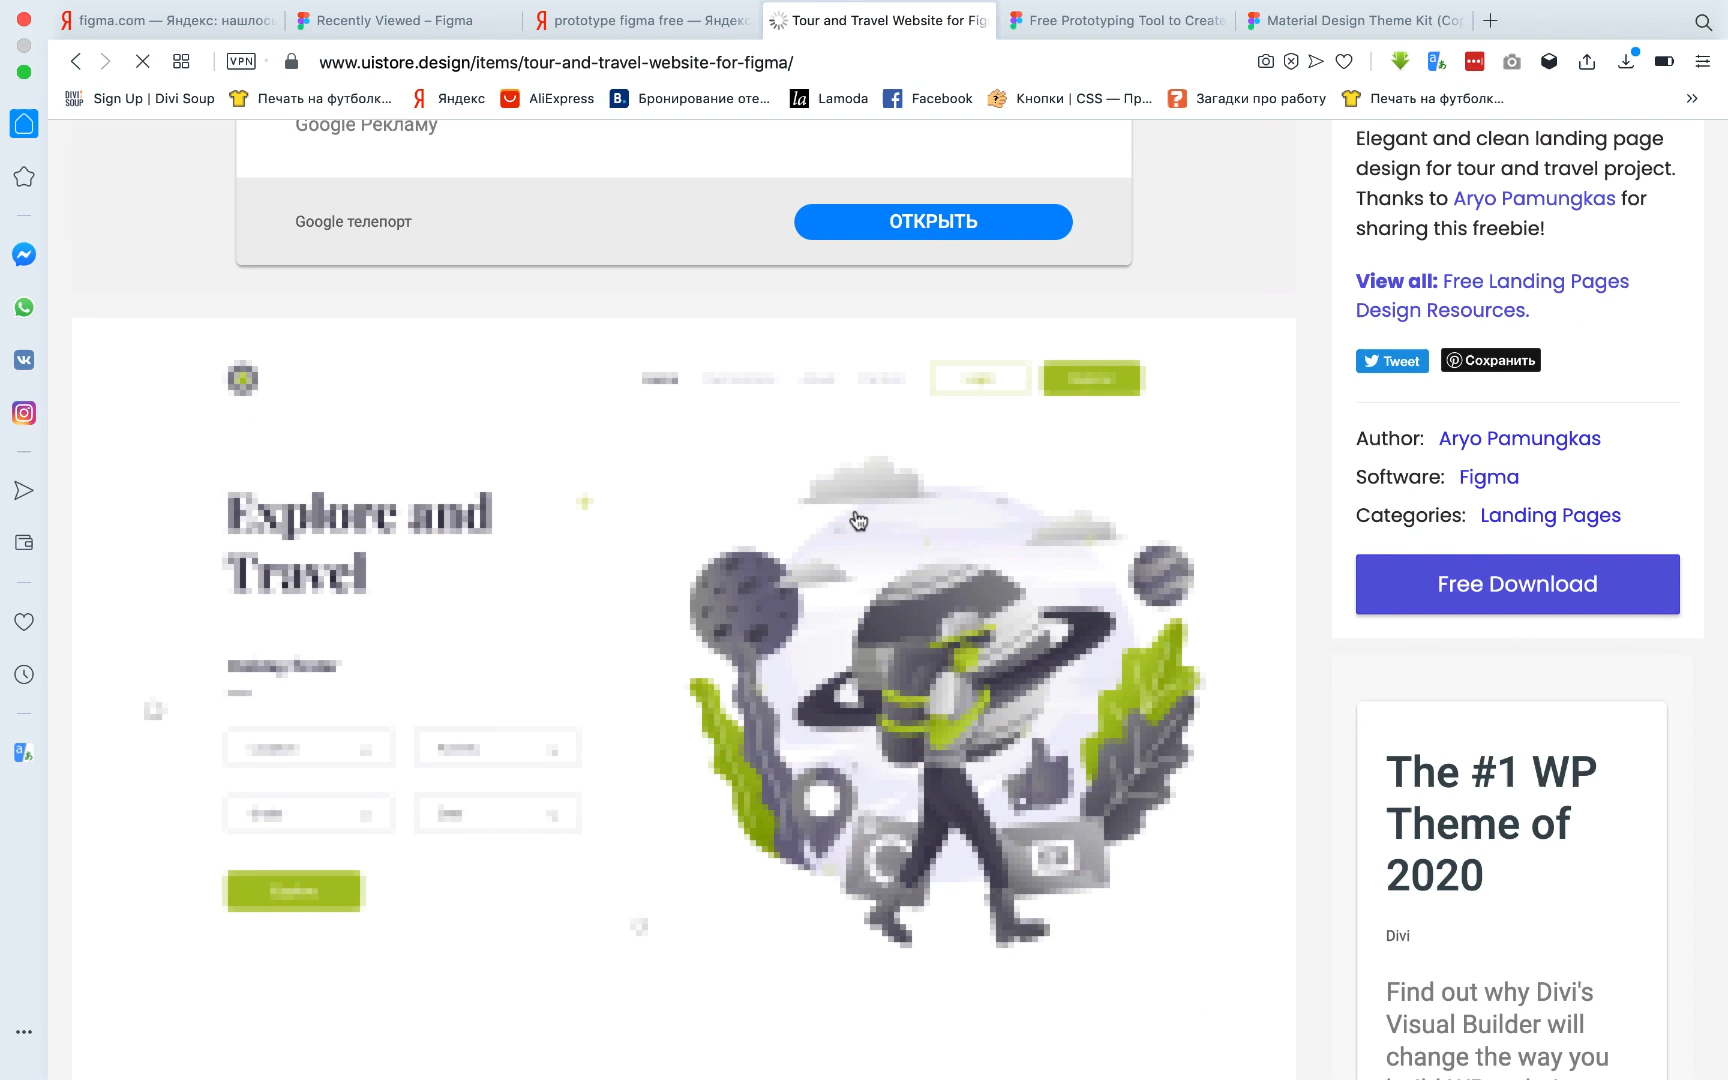 figma.com — Яндекс: нашлось
Recently Viewed – Figma
prototype figma free — Яндекс
Tour and Travel Website for Fig
Free Prototyping Tool to Create
Material Design Theme Kit (Cop
VPN
www.uistore.design/items/tour-and-travel-website-for-figma/
DIVI SOUP
Sign Up | Divi Soup
Печать на футболк...
Яндекс
AliExpress
B.
Бронирование оте...
la
Lamoda
Facebook
Кнопки | CSS — Пр...
Загадки про работу
Печать на футболк...
Google Рекламу
Google телепорт
ОТКРЫТЬ
Explore and
Travel
Elegant and clean landing page
design for tour and travel project.
Thanks to Aryo Pamungkas for
sharing this freebie!
View all: Free Landing Pages
Design Resources.
Tweet
Сохранить
Author: Aryo Pamungkas
Software: Figma
Categories: Landing Pages
Free Download
The #1 WP
Theme of
2020
Divi
Find out why Divi's
Visual Builder will
change the way you